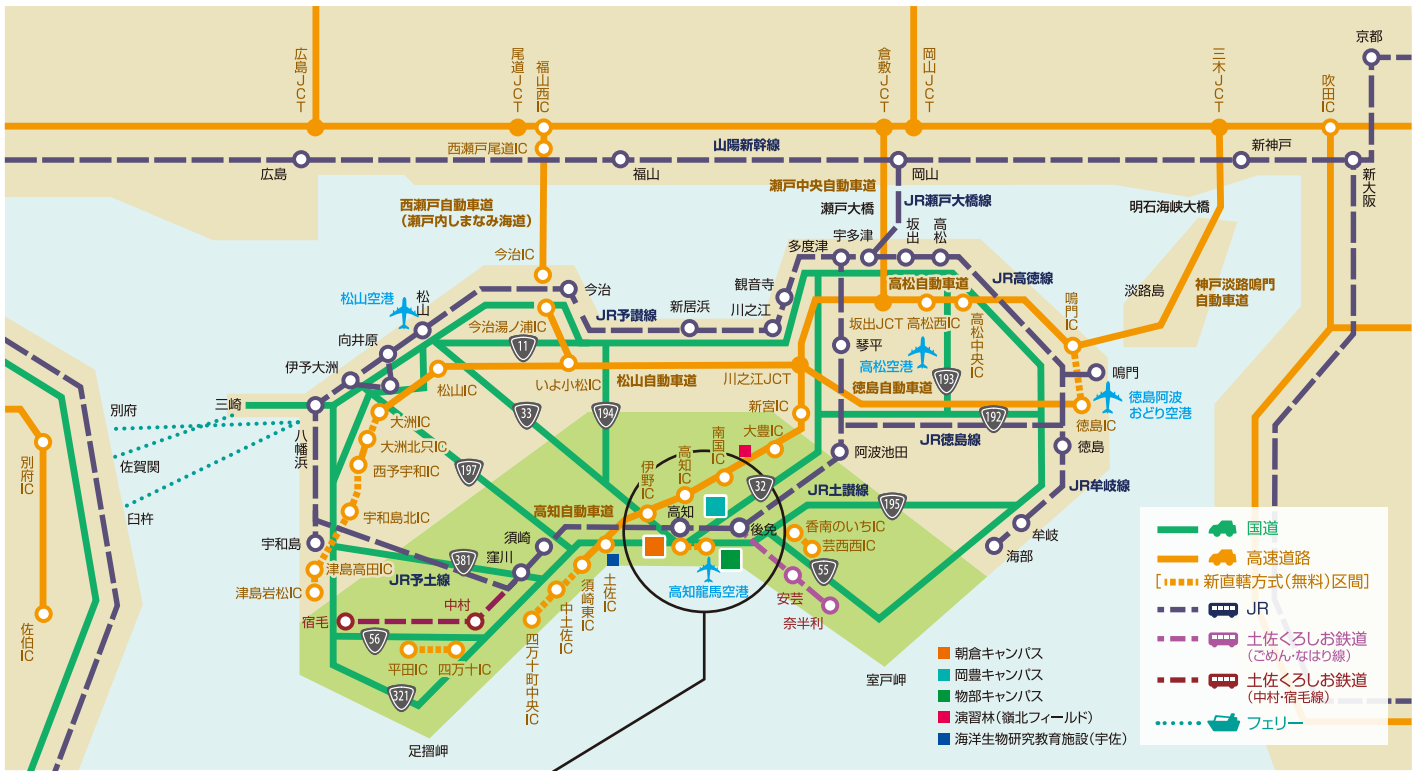 京都
広島JCT
尾道JCT
福山西IC
倉敷JCT
岡山JCT
三木JCT
吹田IC
西瀬戸尾道IC
山陽新幹線
広島
福山
岡山
新神戸
新大阪
西瀬戸自動車道
(瀬戸内しまなみ海道)
瀬戸中央自動車道
瀬戸大橋
JR瀬戸大橋線
明石海峡大橋
今治IC
多度津
宇多津
坂出
高松
JR高徳線
松山空港
松山
今治
観音寺
高松自動車道
鳴門IC
淡路島
神戸淡路鳴門
自動車道
向井原
今治湯ノ浦IC
JR予讃線
新居浜
川之江
坂出JCT
高松西IC
高松中央IC
11
琴平
高松空港
伊予大洲
松山IC
いよ小松IC
松山自動車道
川之江JCT
徳島自動車道
193
鳴門
徳島阿波
おどり空港
三崎
別府
大洲IC
33
194
新宮IC
192
徳島IC
八幡浜
大洲北只IC
南国IC
大豊IC
JR徳島線
徳島
別府IC
佐賀関
西予宇和IC
197
伊野IC
高知IC
阿波池田
臼杵
宇和島北IC
高知自動車道
32
JR土讃線
195
JR牟岐線
高知
後免
香南のいちIC
牟岐
宇和島
須崎
芸西西IC
海部
381
窪川
津島高田IC
JR予土線
土佐IC
高知龍馬空港
55
津島岩松IC
須崎東IC
安芸
中村
中土佐IC
奈半利
宿毛
四万十町中央IC
56
佐伯IC
平田IC
四万十IC
321
室戸岬
足摺岬
朝倉キャンパス
岡豊キャンパス
物部キャンパス
演習林(嶺北フィールド)
海洋生物研究教育施設(宇佐)
国道
高速道路
[新直轄方式(無料)区間]
JR
土佐くろしお鉄道
(ごめん・なはり線)
土佐くろしお鉄道
(中村・宿毛線)
フェリー